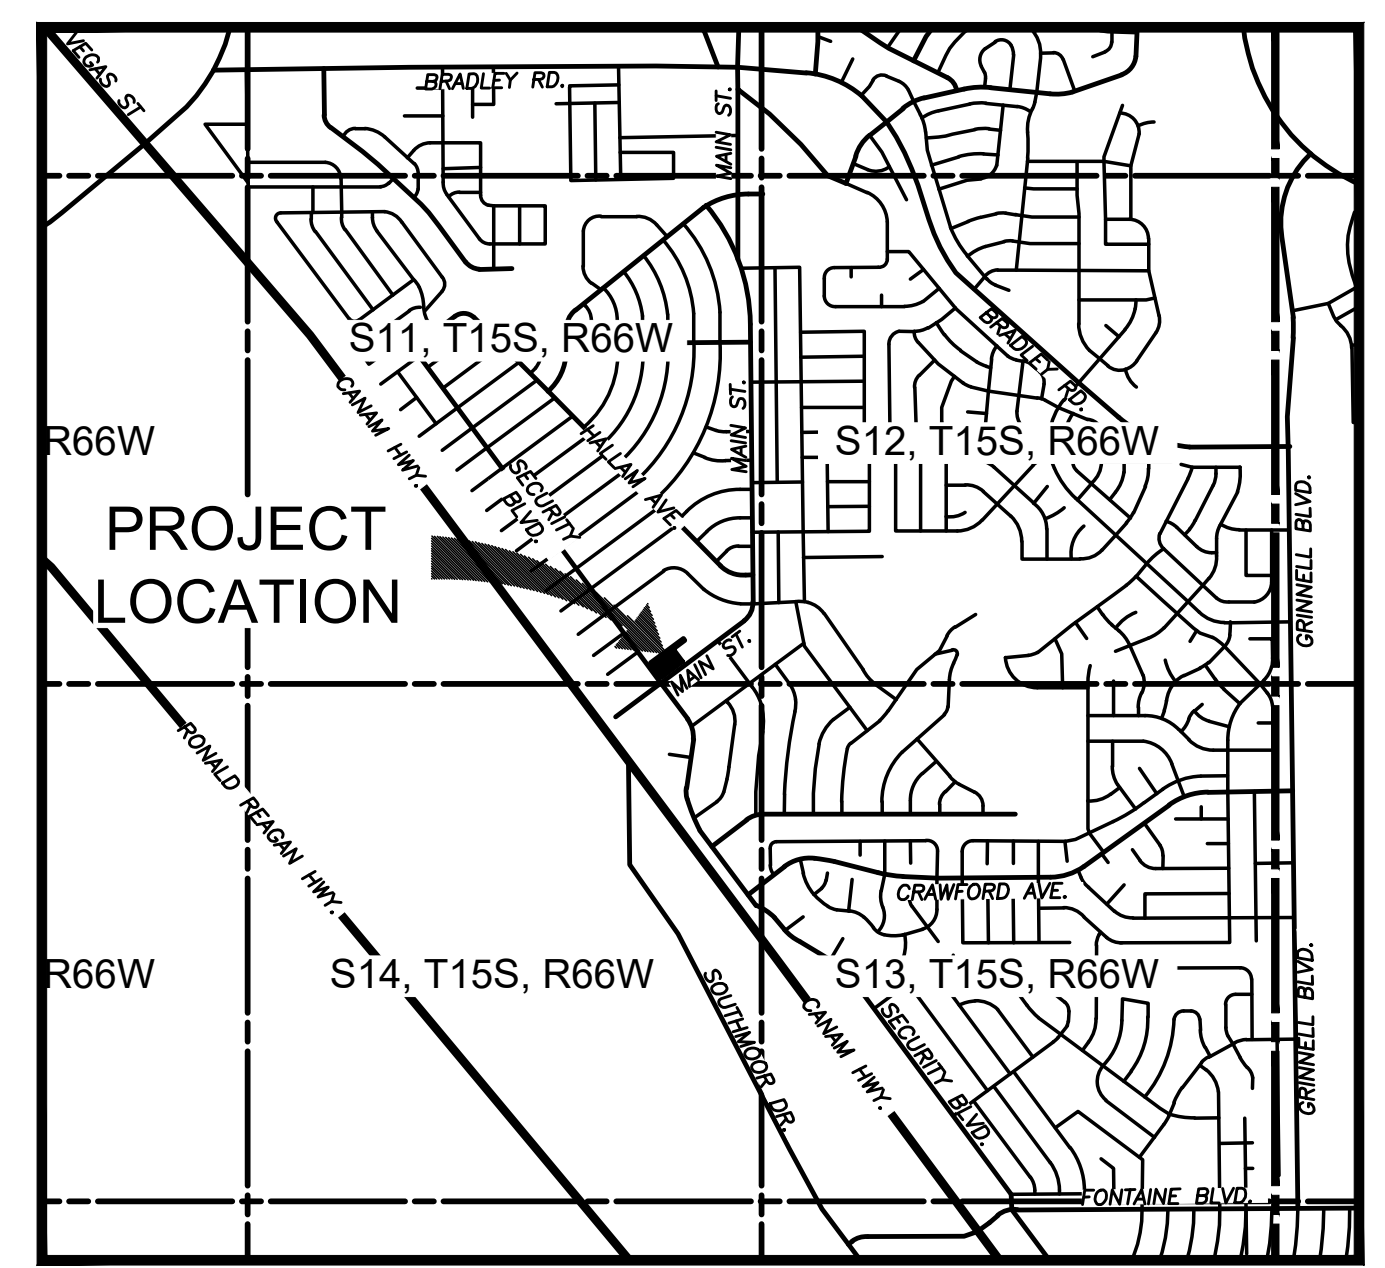 VEGAS ST
BRADLEY RD.
MAIN ST.
S11, T15S, R66W
BRADLEY RD.
CANAM HWY.
MAIN ST.
HALLAM AVE.
R66W
S12, T15S, R66W
SECURITY
BLVD.
PROJECT
LOCATION
GRINNELL BLVD.
MAIN ST.
RONALD REAGAN HWY.
CRAWFORD AVE.
R66W
S14, T15S, R66W
S13, T15S, R66W
SOUTHMOOR DR.
CANAM HWY.
SECURITY BLVD.
GRINNELL BLVD.
FONTAINE BLVD.